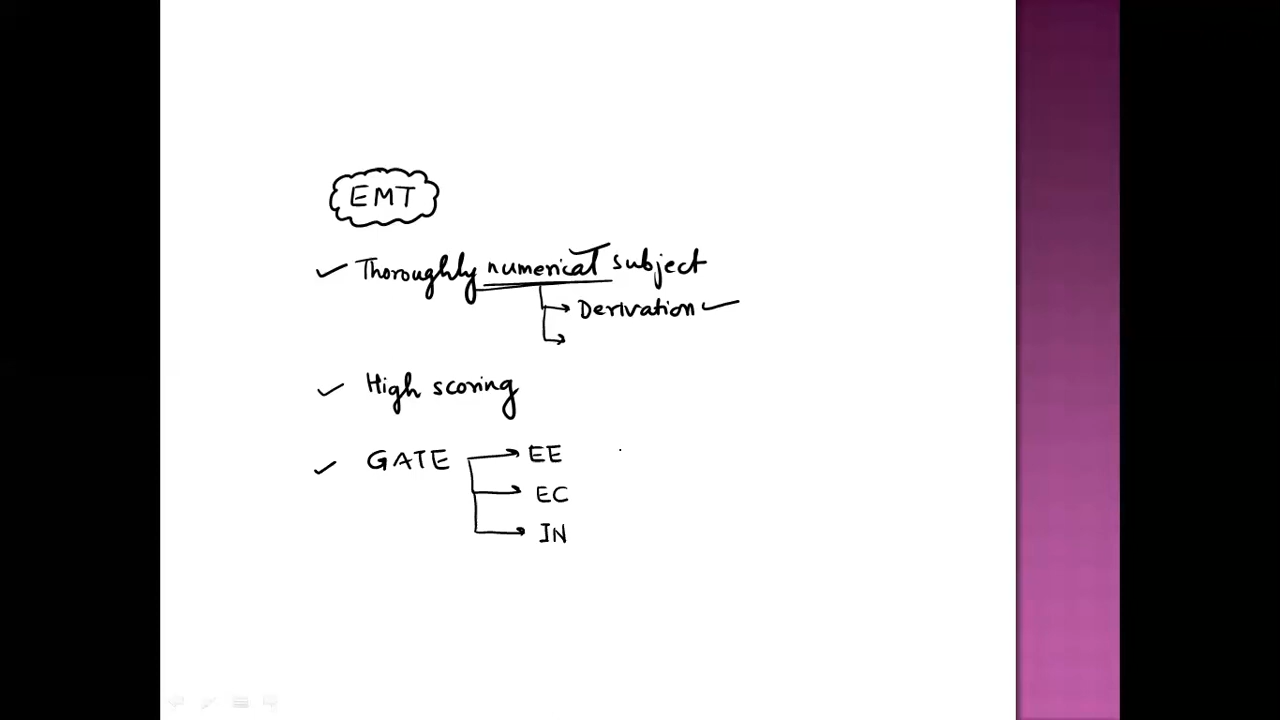 EMT
Thoroughly numerical subject
Derivation
High scoring
GATE
EE
EC
IN